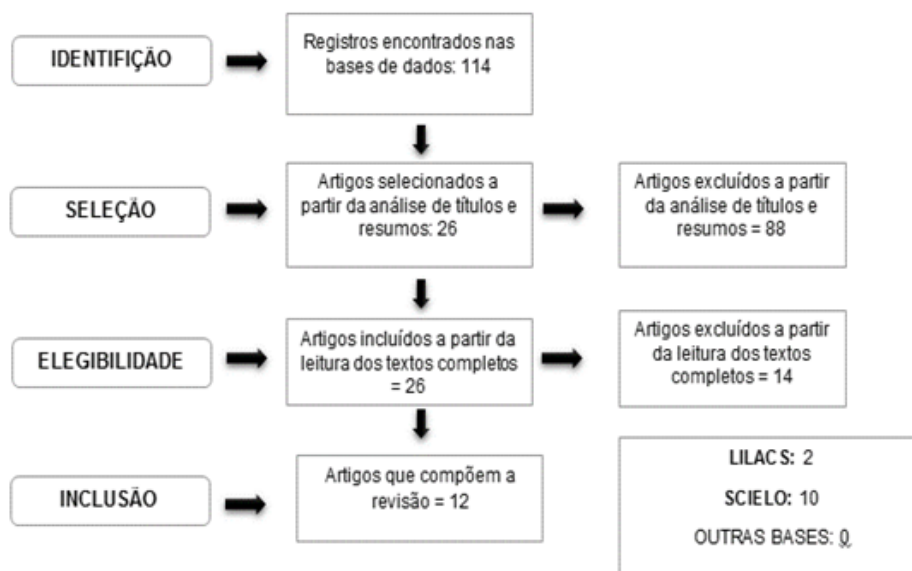 IDENTIFIÇÃO
Registros encontrados nas
bases de dados: 114
SELEÇÃO
Artigos selecionados a
partir da análise de títulos e
resumos: 26
Artigos excluídos a partir
da análise de títulos e
resumos = 88
ELEGIBILIDADE
Artigos incluídos a partir da
leitura dos textos completos
= 26
Artigos excluídos a partir
da leitura dos textos
completos = 14
INCLUSÃO
Artigos que compõem a
revisão = 12
LILACS: 2
SCIELO: 10
OUTRAS BASES: 0